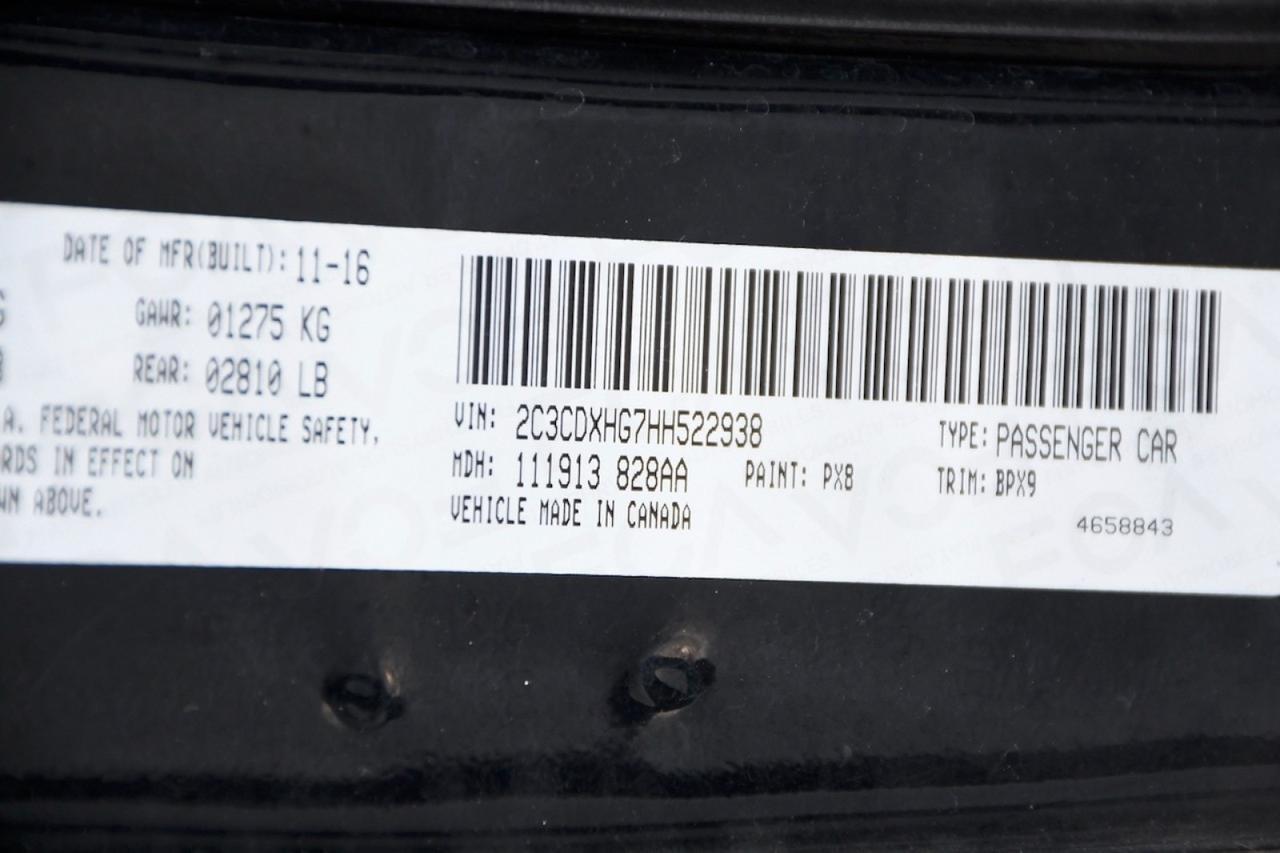 DATE OF MFR(BUILT): 11-16
GAWR: 01275 KG
REAR: 02810 LB
A. FEDERAL MOTOR VEHICLE SAFETY,
RDS IN EFFECT ON
WN ABOVE.
VIN: 2C3CDXHG7HH522938
TYPE: PASSENGER CAR
MDH: 111913 828AA
PAINT: PX8
TRIM: BPX9
VEHICLE MADE IN CANADA
4658843